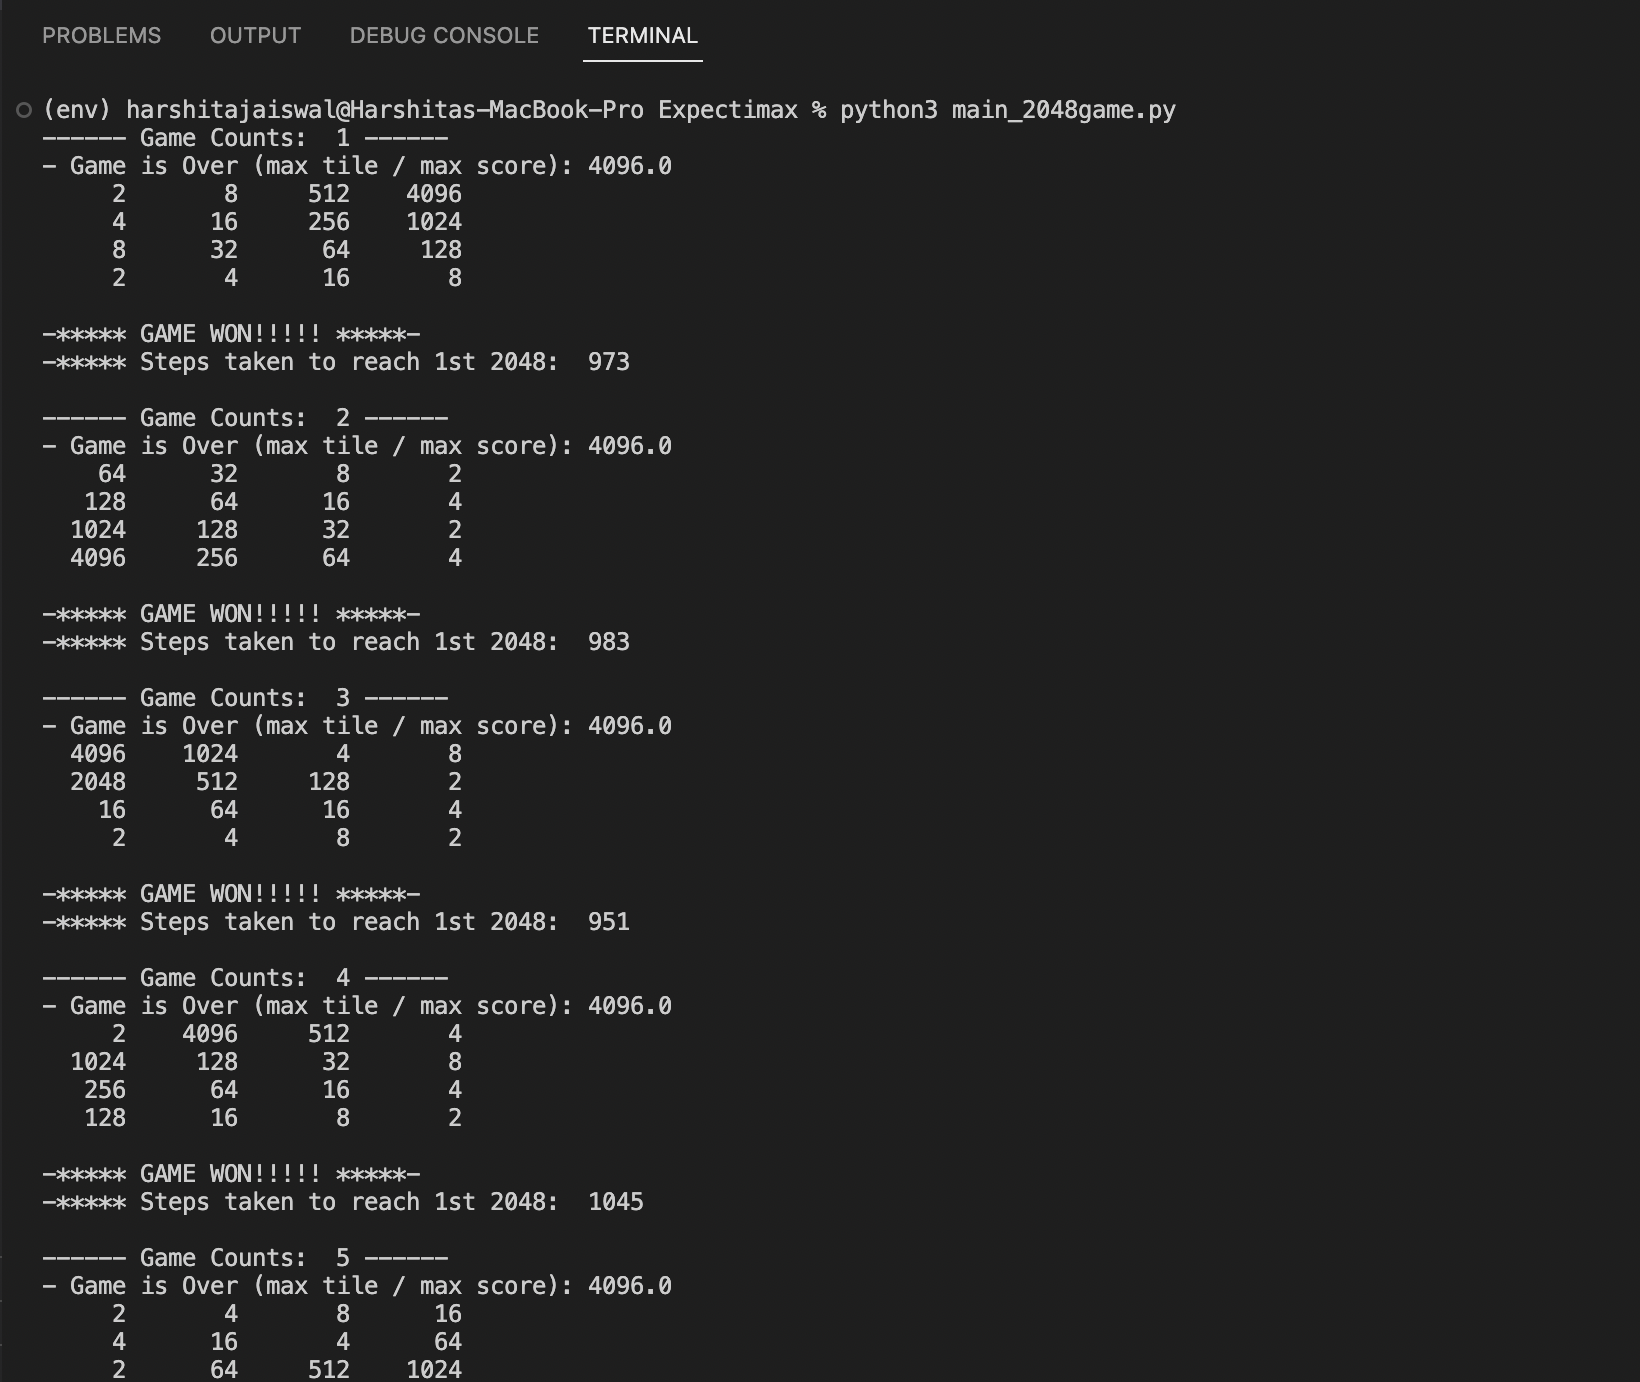 PROBLEMS OUTPUT DEBUG CONSOLE TERMINAL
(env) harshitajaiswal@Harshitas-MacBook-Pro Expectimax % python3 main_2048game.py
------ Game Counts:  1 ------
- Game is Over (max tile / max score): 4096.0
2 8 512 4096
4 16 256 1024
8 32 64 128
2 4 16 8
-***** GAME WON!!!!! *****-
-***** Steps taken to reach 1st 2048:  973
------ Game Counts:  2 ------
- Game is Over (max tile / max score): 4096.0
64 32 8 2
128 64 16 4
1024 128 32 2
4096 256 64 4
-***** GAME WON!!!!! *****-
-***** Steps taken to reach 1st 2048:  983
------ Game Counts:  3 ------
- Game is Over (max tile / max score): 4096.0
4096 1024 4 8
2048 512 128 2
16 64 16 4
2 4 8 2
-***** GAME WON!!!!! *****-
-***** Steps taken to reach 1st 2048:  951
------ Game Counts:  4 ------
- Game is Over (max tile / max score): 4096.0
2 4096 512 4
1024 128 32 8
256 64 16 4
128 16 8 2
-***** GAME WON!!!!! *****-
-***** Steps taken to reach 1st 2048:  1045
------ Game Counts:  5 ------
- Game is Over (max tile / max score): 4096.0
2 4 8 16
4 16 4 64
2 64 512 1024